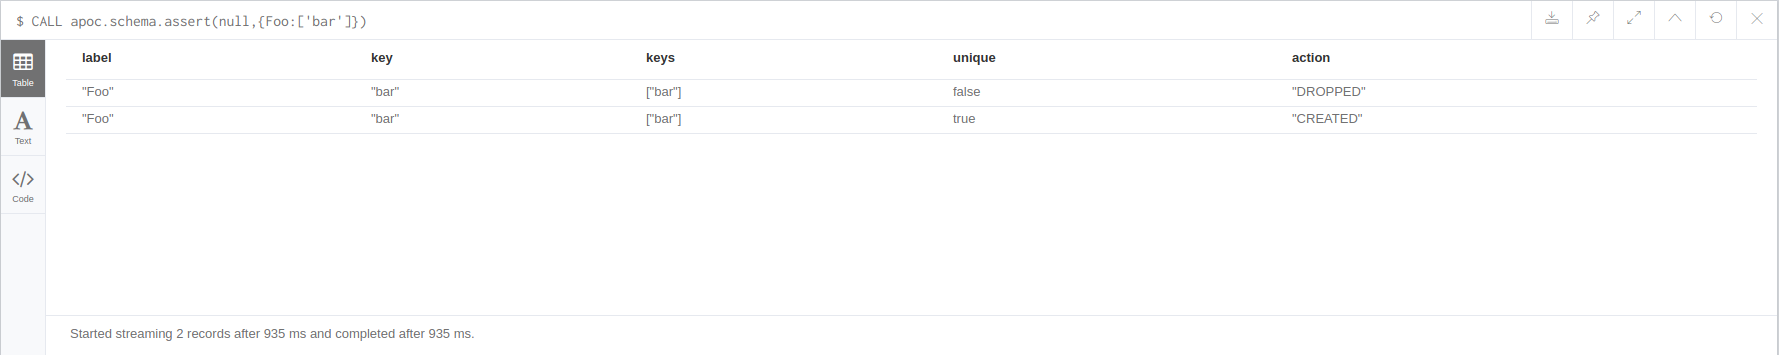 $ CALL apoc.schema.assert(null,{Foo:['bar']})
label key keys unique action
Table
"Foo" "bar" ["bar"] false "DROPPED"
"Foo" "bar" ["bar"] true "CREATED"
A
Text
</>
Code
Started streaming 2 records after 935 ms and completed after 935 ms.